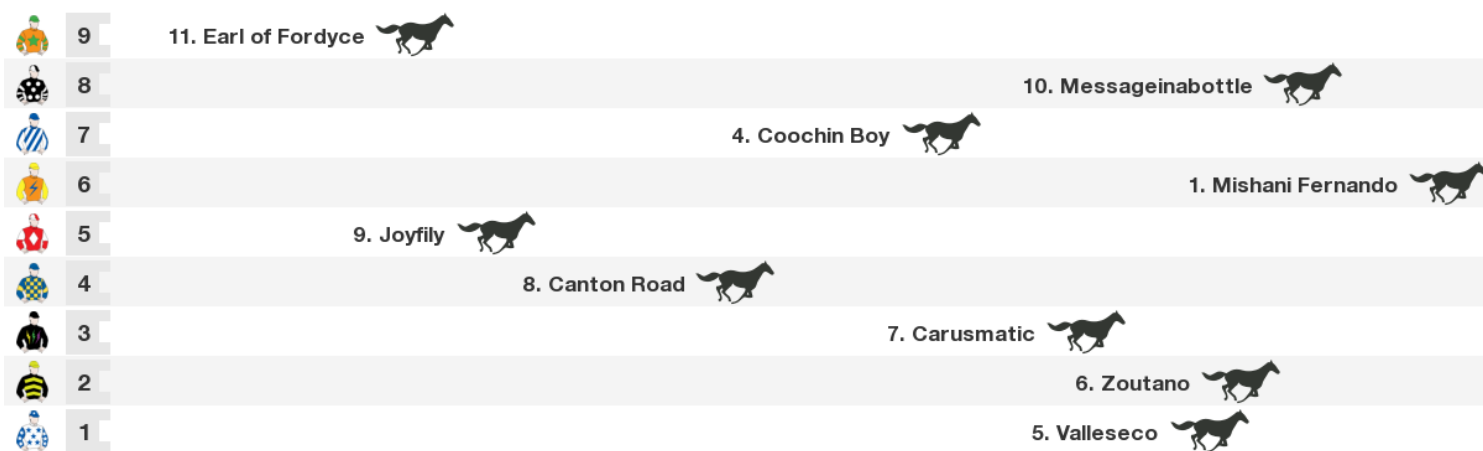 9 11. Earl of Fordyce
8 10. Messageinabottle
7 4. Coochin Boy
6 1. Mishani Fernando
5 9. Joyfily
4 8. Canton Road
3 7. Carusmatic
2 6. Zoutano
1 5. Valleseco